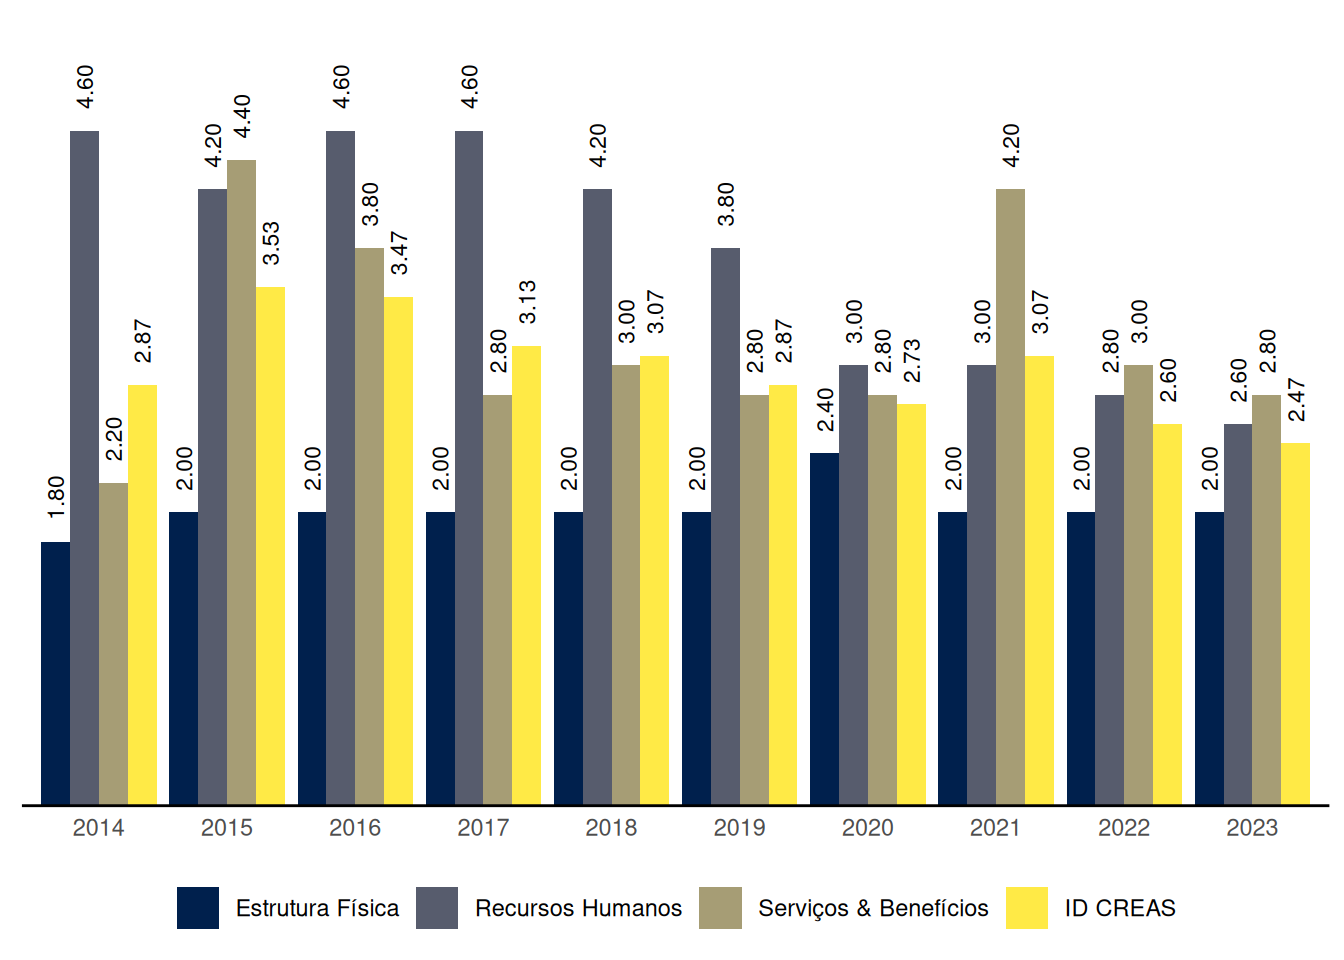 1.80 4.60 2.20 2.87
2.00 4.20 4.40 3.53
2.00 4.60 3.80 3.47
2.00 4.60 2.80 3.13
2.00 4.20 3.00 3.07
2.00 3.80 2.80 2.87
2.40 3.00 2.80 2.73
2.00 3.00 4.20 3.07
2.00 2.80 3.00 2.60
2.00 2.60 2.80 2.47
2014 2015 2016 2017 2018 2019 2020 2021 2022 2023
Estrutura Física Recursos Humanos Serviços & Benefícios ID CREAS